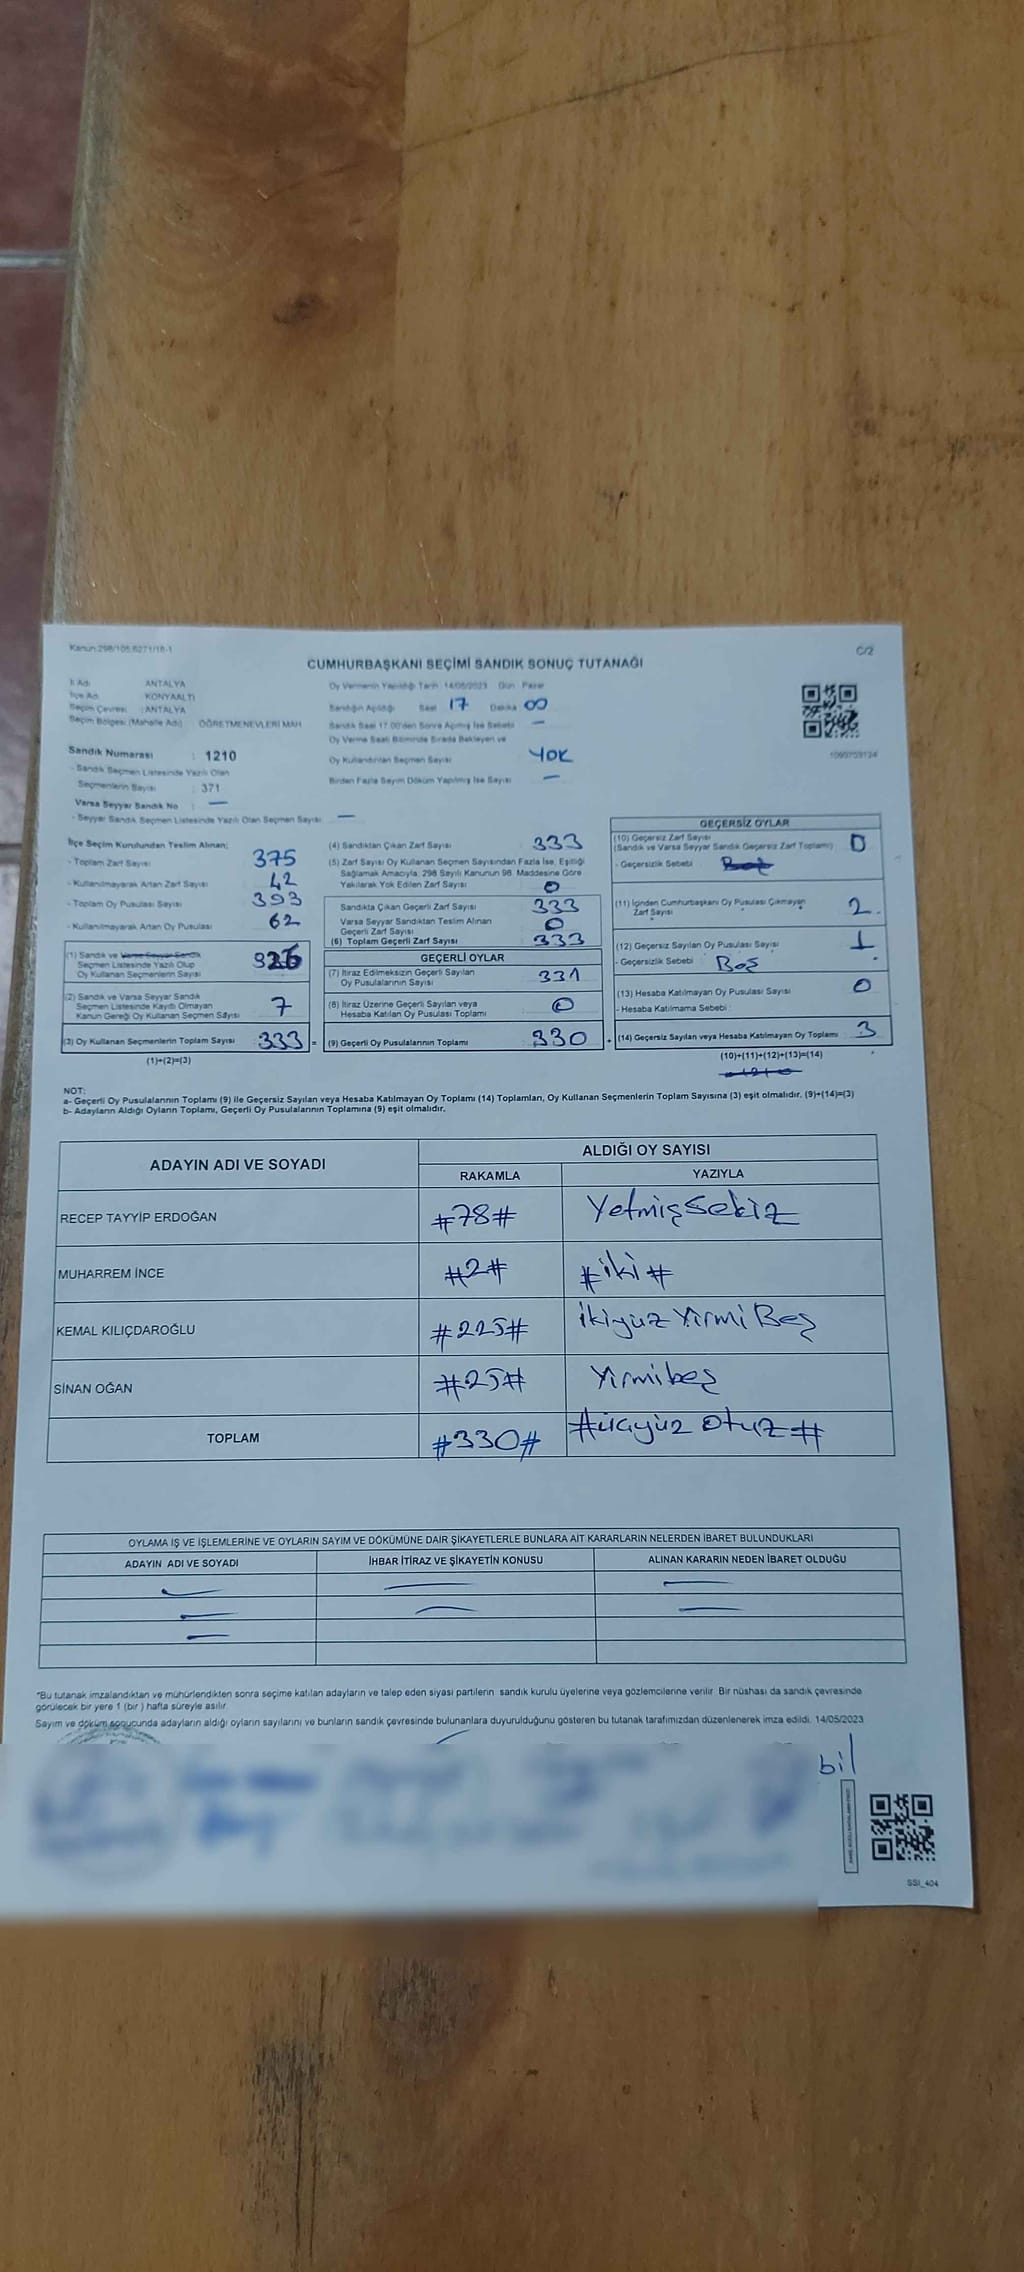 Kanun:298/105,6271/16-1
C/2
CUMHURBAŞKANI SEÇİMİ SANDIK SONUÇ TUTANAĞI
İl Adı : ANTALYA
İlçe Adı : KONYAALTI
Seçim Çevresi : ANTALYA
Seçim Bölgesi (Mahalle Adı) : ÖĞRETMENEVLERİ MAH.
Sandık Numarası : 1210
- Sandık Seçmen Listesinde Yazılı Olan
Seçmenlerin Sayısı : 371
Varsa Seyyar Sandık No : —
- Seyyar Sandık Seçmen Listesinde Yazılı Olan Seçmen Sayısı : —
Oy Vermenin Yapıldığı Tarih : 14/05/2023 Gün : Pazar
Sandığın Açıldığı Saat 17 Dakika 00
Sandık Saat 17:00'den Sonra Açılmış İse Sebebi —
Oy Verme Saati Bitiminde Sırada Bekleyen ve
Oy Kullandırılan Seçmen Sayısı YOK
Birden Fazla Sayım Döküm Yapılmış İse Sayısı —
İlçe Seçim Kurulundan Teslim Alınan;
- Toplam Zarf Sayısı 375
- Kullanılmayarak Artan Zarf Sayısı 42
- Toplam Oy Pusulası Sayısı 393
- Kullanılmayarak Artan Oy Pusulası 62
(1) Sandık ve Varsa Seyyar Sandık
Seçmen Listesinde Yazılı Olup
Oy Kullanan Seçmenlerin Sayısı 326
(2) Sandık ve Varsa Seyyar Sandık
Seçmen Listesinde Kayıtlı Olmayan
Kanun Gereği Oy Kullanan Seçmen Sayısı 7
(3) Oy Kullanan Seçmenlerin Toplam Sayısı 333 =
(1)+(2)=(3)
(4) Sandıktan Çıkan Zarf Sayısı 333
(5) Zarf Sayısı Oy Kullanan Seçmen Sayısından Fazla İse, Eşitliği
Sağlamak Amacıyla, 298 Sayılı Kanunun 98. Maddesine Göre
Yakılarak Yok Edilen Zarf Sayısı 0
Sandıkta Çıkan Geçerli Zarf Sayısı 333
Varsa Seyyar Sandıktan Teslim Alınan
Geçerli Zarf Sayısı 0
(6) Toplam Geçerli Zarf Sayısı 333
GEÇERLİ OYLAR
(7) İtiraz Edilmeksizin Geçerli Sayılan
Oy Pusulalarının Sayısı 331
(8) İtiraz Üzerine Geçerli Sayılan veya
Hesaba Katılan Oy Pusulası Toplamı 0
(9) Geçerli Oy Pusulalarının Toplamı 330 +
GEÇERSİZ OYLAR
(10) Geçersiz Zarf Sayısı
(Sandık ve Varsa Seyyar Sandık Geçersiz Zarf Toplamı) 0
- Geçersizlik Sebebi
(11) İçinden Cumhurbaşkanı Oy Pusulası Çıkmayan
Zarf Sayısı 2
(12) Geçersiz Sayılan Oy Pusulası Sayısı 1
- Geçersizlik Sebebi Boş
(13) Hesaba Katılmayan Oy Pusulası Sayısı 0
- Hesaba Katılmama Sebebi
(14) Geçersiz Sayılan veya Hesaba Katılmayan Oy Toplamı 3
(10)+(11)+(12)+(13)=(14)
NOT:
a- Geçerli Oy Pusulalarının Toplamı (9) ile Geçersiz Sayılan veya Hesaba Katılmayan Oy Toplamı (14) Toplamları, Oy Kullanan Seçmenlerin Toplam Sayısına (3) eşit olmalıdır. (9)+(14)=(3)
b- Adayların Aldığı Oyların Toplamı, Geçerli Oy Pusulalarının Toplamına (9) eşit olmalıdır.
ADAYIN ADI VE SOYADI
ALDIĞI OY SAYISI
RAKAMLA YAZIYLA
RECEP TAYYİP ERDOĞAN #78# Yetmişsekiz
MUHARREM İNCE #2# #iki#
KEMAL KILIÇDAROĞLU #225# ikiyüz Yirmi Beş
SİNAN OĞAN #25# Yirmibeş
TOPLAM #330# #üçyüz otuz#
OYLAMA İŞ VE İŞLEMLERİNE VE OYLARIN SAYIM VE DÖKÜMÜNE DAİR ŞİKAYETLERLE BUNLARA AİT KARARLARIN NELERDEN İBARET BULUNDUKLARI
ADAYIN ADI VE SOYADI İHBAR İTİRAZ VE ŞİKAYETİN KONUSU ALINAN KARARIN NEDEN İBARET OLDUĞU
*Bu tutanak imzalandıktan ve mühürlendikten sonra seçime katılan adayların ve talep eden siyasi partilerin sandık kurulu üyelerine veya gözlemcilerine verilir. Bir nüshası da sandık çevresinde
görülecek bir yere 1 (bir ) hafta süreyle asılır.
Sayım ve döküm sonucunda adayların aldığı oyların sayılarını ve bunların sandık çevresinde bulunanlara duyurulduğunu gösteren bu tutanak tarafımızdan düzenlenerek imza edildi. 14/05/2023
bil
SSI_404